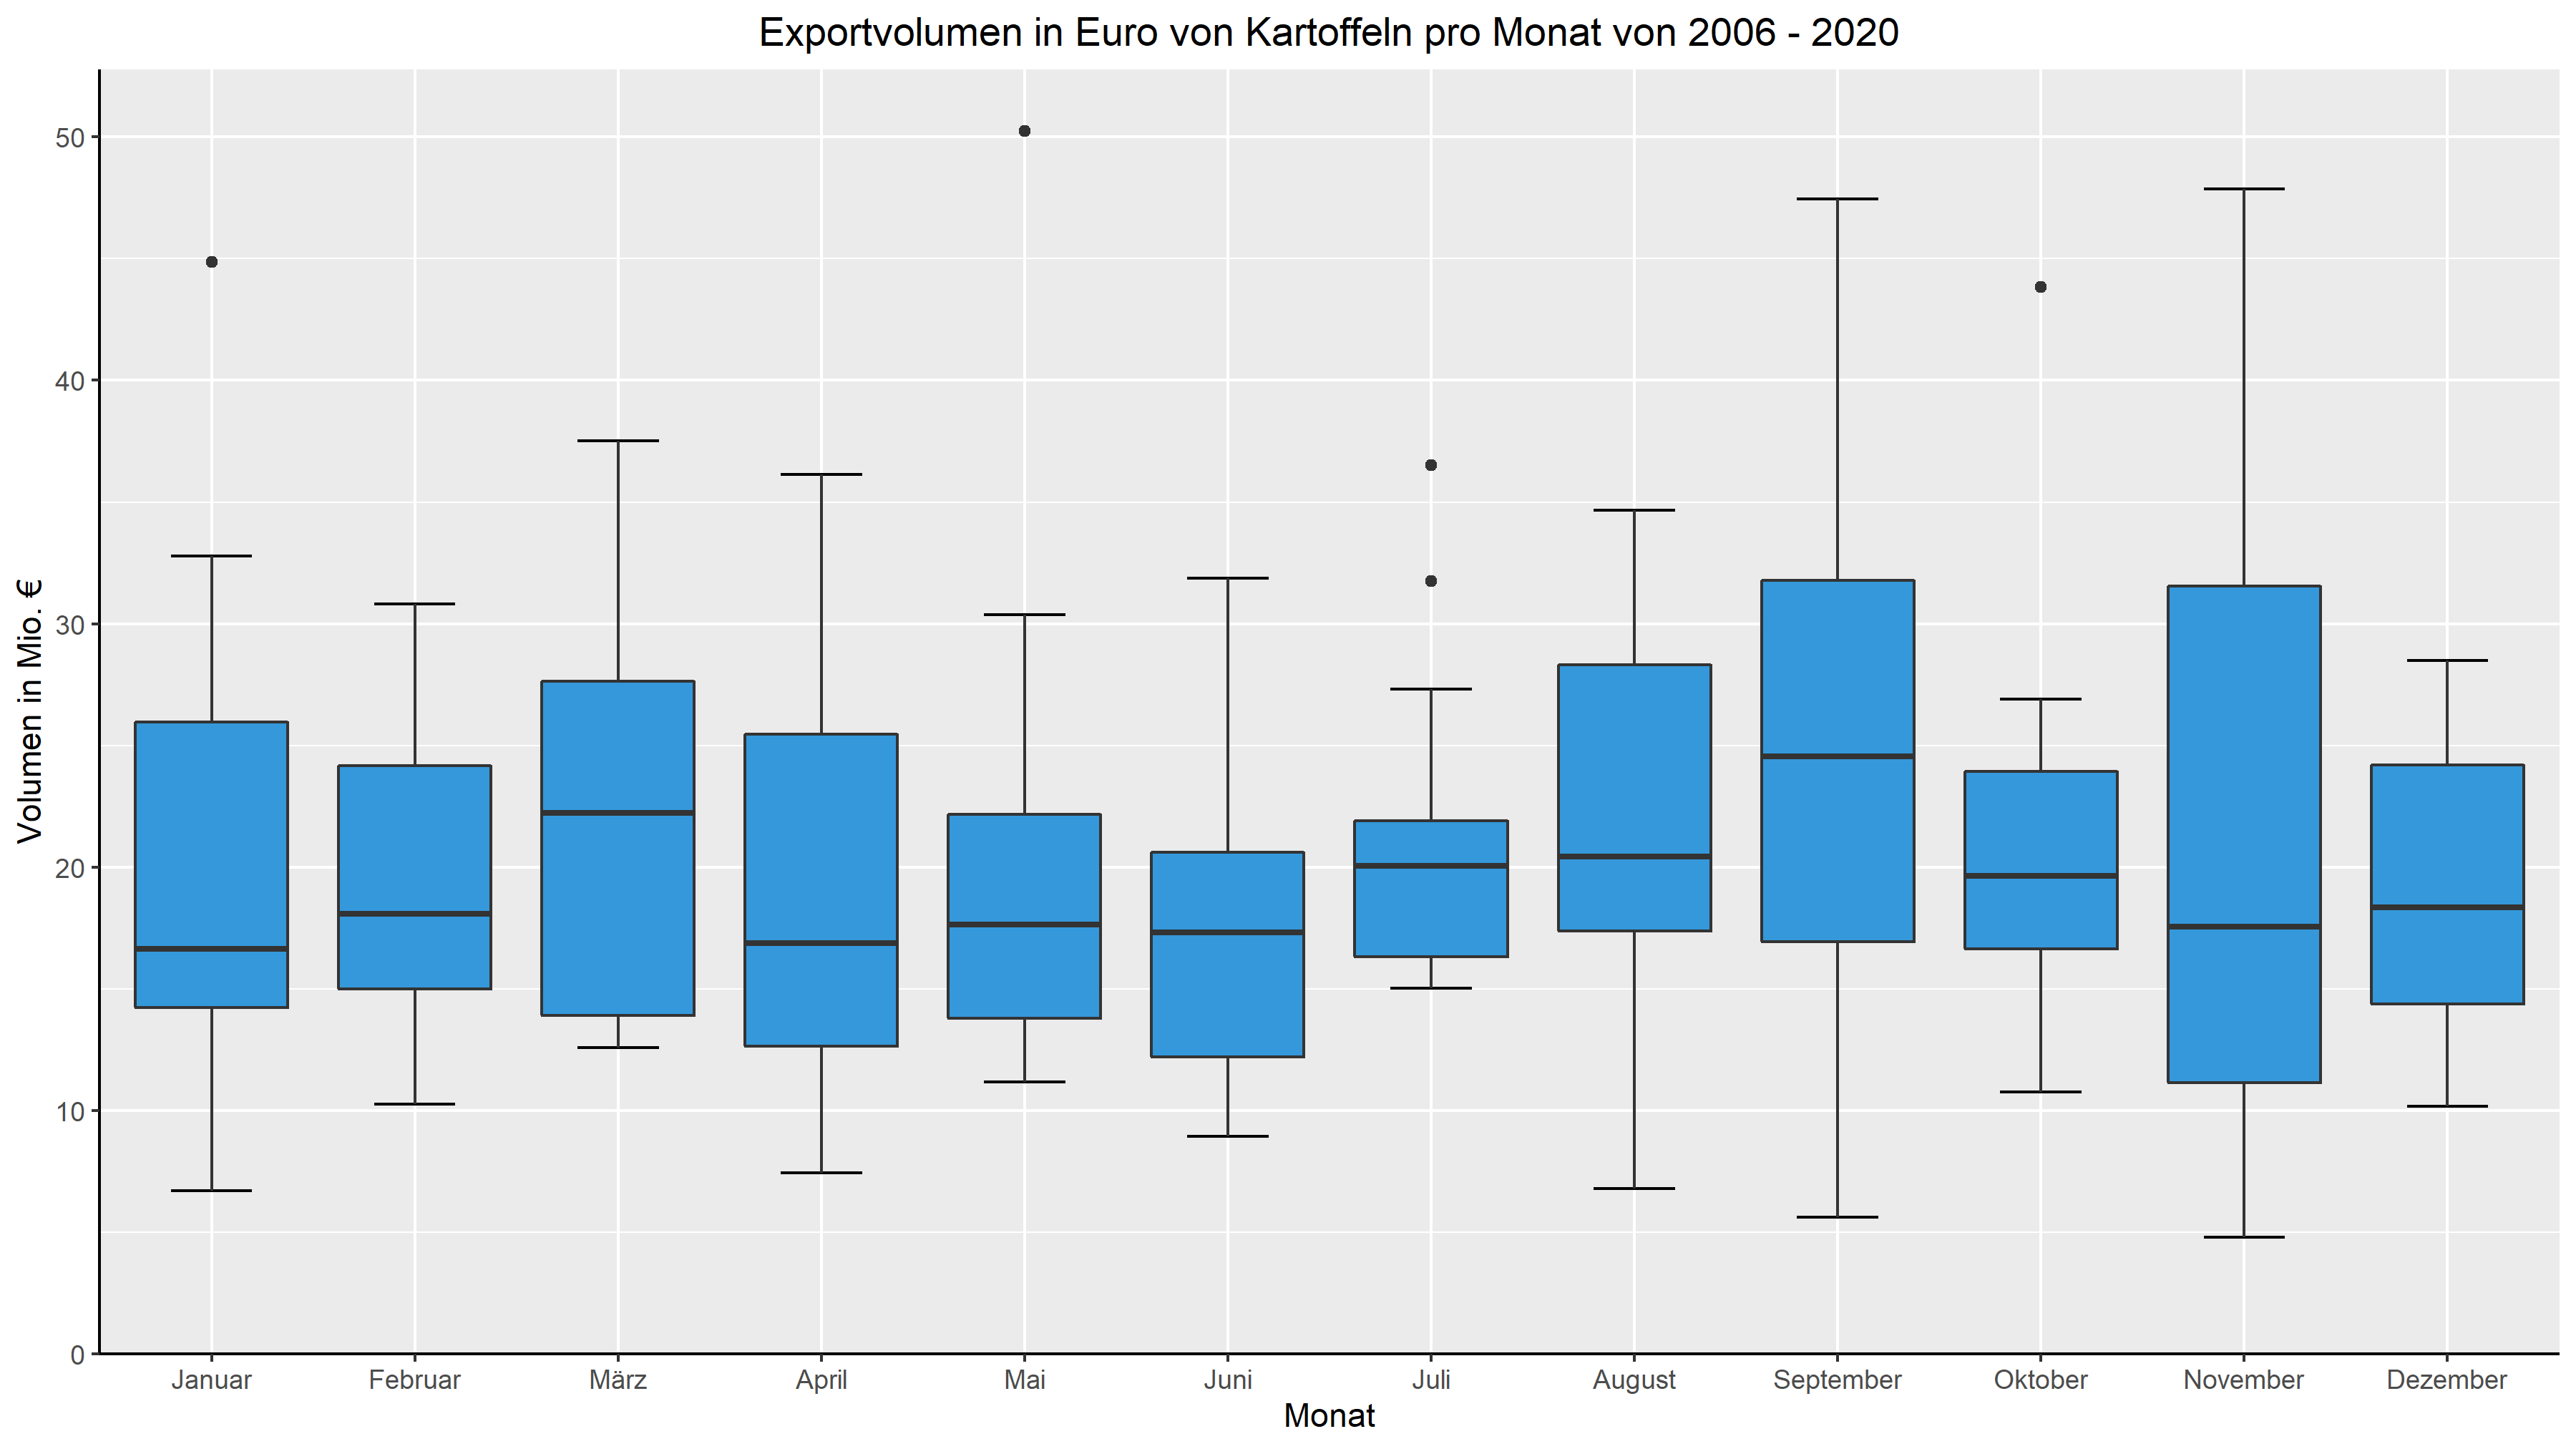 Exportvolumen in Euro von Kartoffeln pro Monat von 2006 - 2020
Volumen in Mio. €
50
40
30
20
10
0
Januar Februar März April Mai Juni Juli August September Oktober November Dezember
Monat